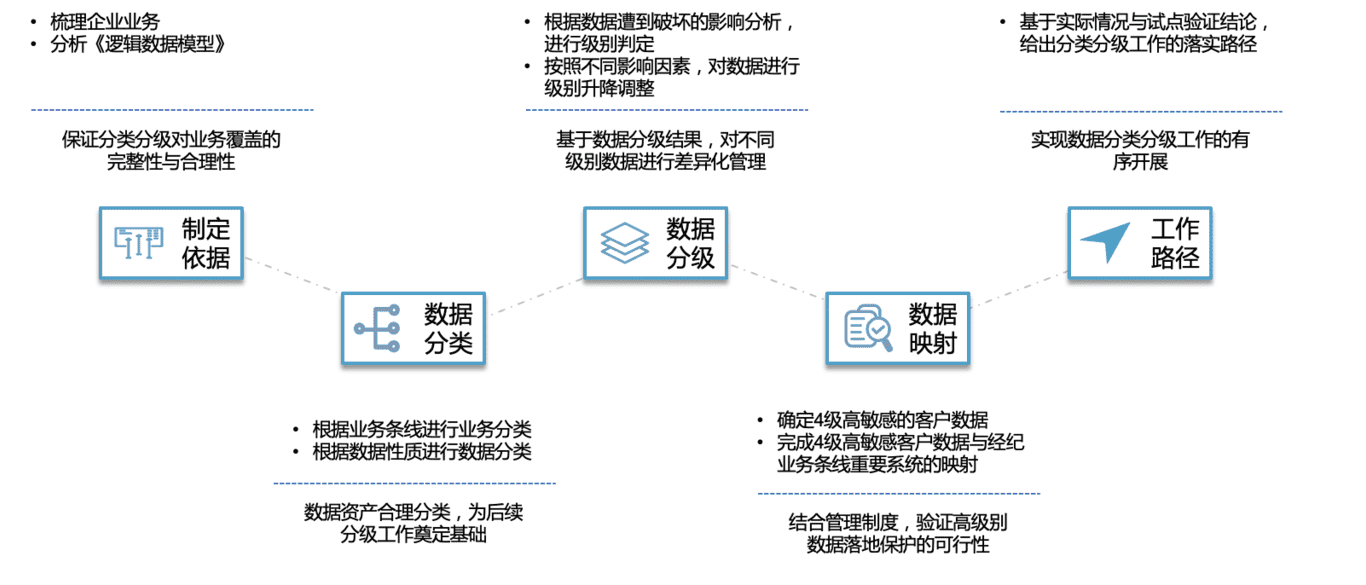 • 梳理企业业务
• 分析《逻辑数据模型》
保证分类分级对业务覆盖的
完整性与合理性
制定
依据
数据
分类
• 根据业务条线进行业务分类
• 根据数据性质进行数据分类
数据资产合理分类，为后续
分级工作奠定基础
• 根据数据遭到破坏的影响分析，
进行级别判定
• 按照不同影响因素，对数据进行
级别升降调整
基于数据分级结果，对不同
级别数据进行差异化管理
数据
分级
数据
映射
• 确定4级高敏感的客户数据
• 完成4级高敏感客户数据与经纪
业务条线重要系统的映射
结合管理制度，验证高级别
数据落地保护的可行性
• 基于实际情况与试点验证结论，
给出分类分级工作的落实路径
实现数据分类分级工作的有
序开展
工作
路径